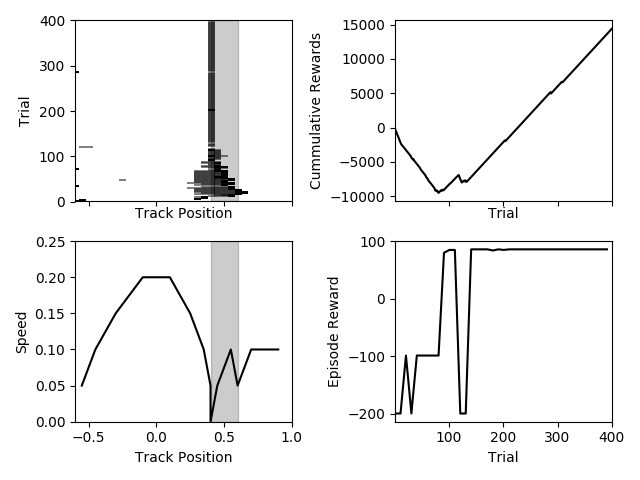 400
300
200
100
0
Trial
Track Position
15000
10000
5000
0
−5000
−10000
Cummulative Rewards
Trial
0.25
0.20
0.15
0.10
0.05
0.00
Speed
−0.5 0.0 0.5 1.0
Track Position
100
0
−100
−200
Episode Reward
100 200 300 400
Trial